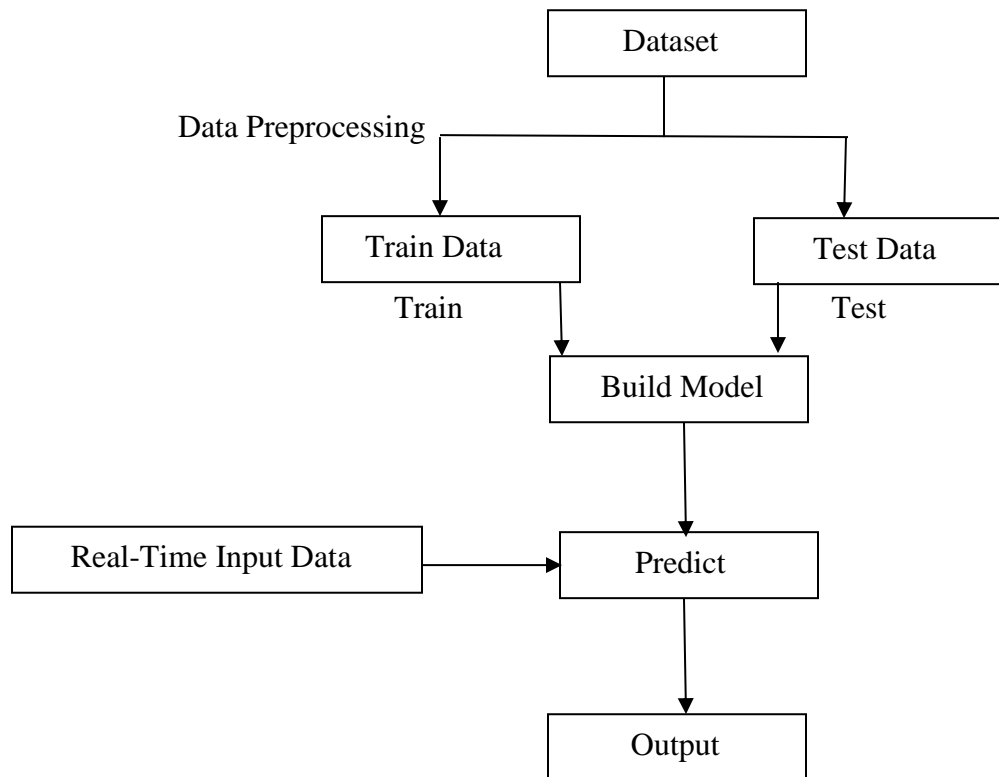 Dataset
Data Preprocessing
Train Data
Test Data
Train
Test
Build Model
Real-Time Input Data
Predict
Output